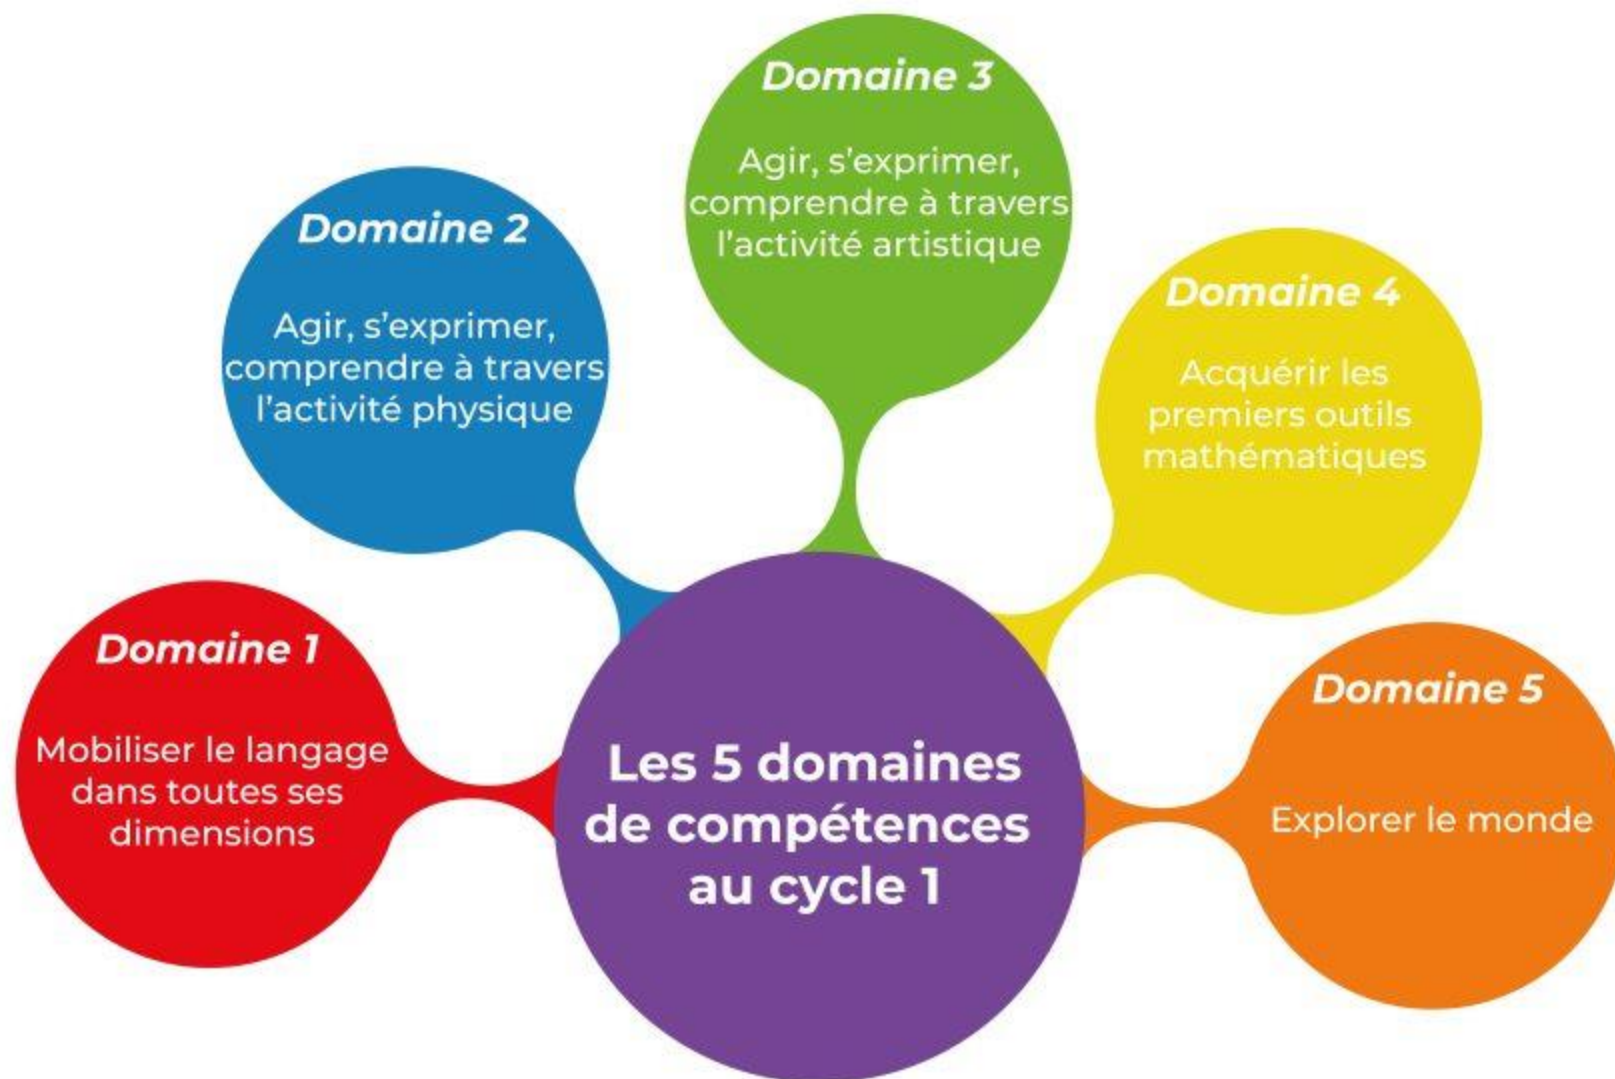 Domaine 1
Mobiliser le langage
dans toutes ses
dimensions
Domaine 2
Agir, s'exprimer,
comprendre à travers
l'activité physique
Domaine 3
Agir, s'exprimer,
comprendre à travers
l'activité artistique
Domaine 4
Acquérir les
premiers outils
mathématiques
Domaine 5
Explorer le monde
Les 5 domaines
de compétences
au cycle 1